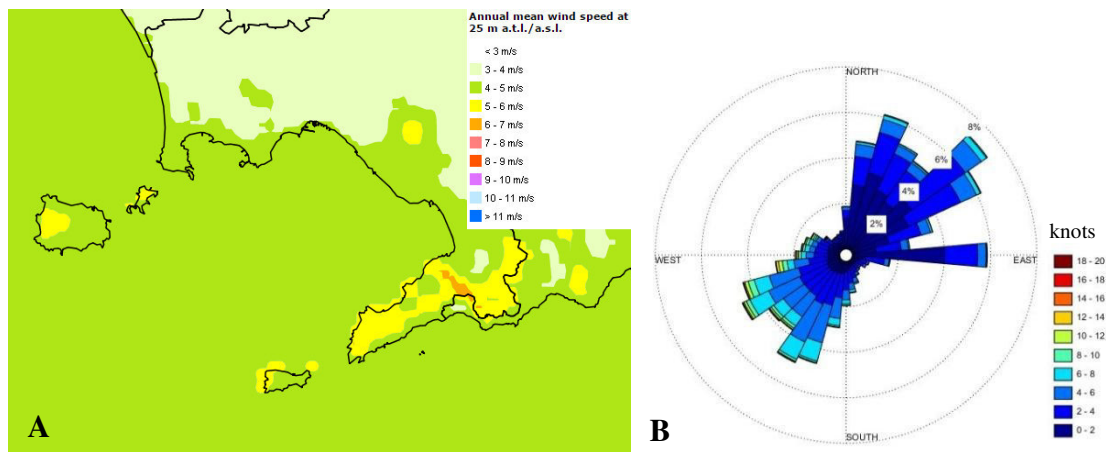 Annual mean wind speed at
25 m a.t.l./a.s.l.
< 3 m/s
3 - 4 m/s
4 - 5 m/s
5 - 6 m/s
6 - 7 m/s
7 - 8 m/s
8 - 9 m/s
9 - 10 m/s
10 - 11 m/s
> 11 m/s
A
NORTH
8%
6%
4%
2%
WEST
EAST
SOUTH
knots
18 - 20
16 - 18
14 - 16
12 - 14
10 - 12
8 - 10
6 - 8
4 - 6
2 - 4
0 - 2
B